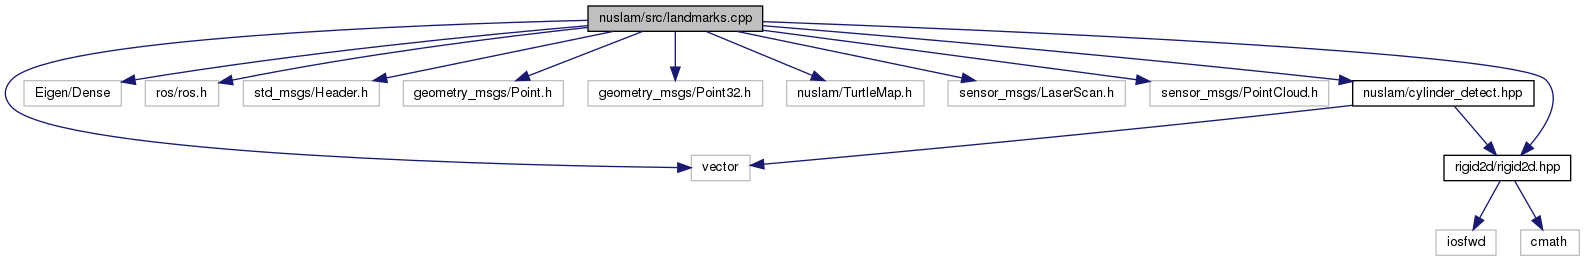 nuslam/src/landmarks.cpp
Eigen/Dense
ros/ros.h
std_msgs/Header.h
geometry_msgs/Point.h
geometry_msgs/Point32.h
nuslam/TurtleMap.h
sensor_msgs/LaserScan.h
sensor_msgs/PointCloud.h
nuslam/cylinder_detect.hpp
vector
rigid2d/rigid2d.hpp
iosfwd
cmath